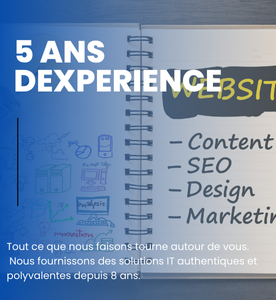 5 ANS
DEXPERIENCE
WEBSIT
– Content
– SEO
– Design
– Marketin
Analysis
Tout ce que nous faisons tourne autour de vous.
Nous fournissons des solutions IT authentiques et
polyvalentes depuis 8 ans.